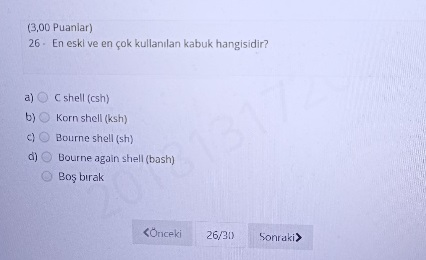 (3,00 Puanlar)
26 - En eski ve en çok kullanılan kabuk hangisidir?
a) C shell (csh)
b) Korn shell (ksh)
c) Bourne shell (sh)
d) Bourne again shell (bash)
Boş bırak
❮Önceki 26/30 Sonraki❯